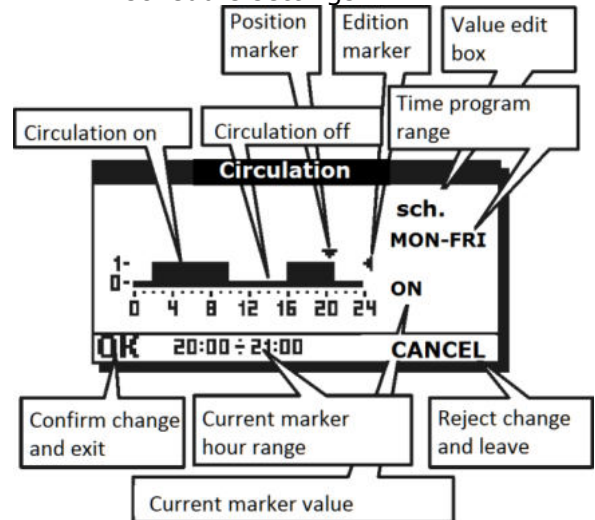 Position
marker
Edition
marker
Value edit
box
Time program
range
Circulation on
Circulation off
Circulation
sch.
MON-FRI
1-
0-
ON
0 4 8 12 16 20 24
OK 20:00÷21:00 CANCEL
Confirm change
and exit
Current marker
hour range
Reject change
and leave
Current marker value